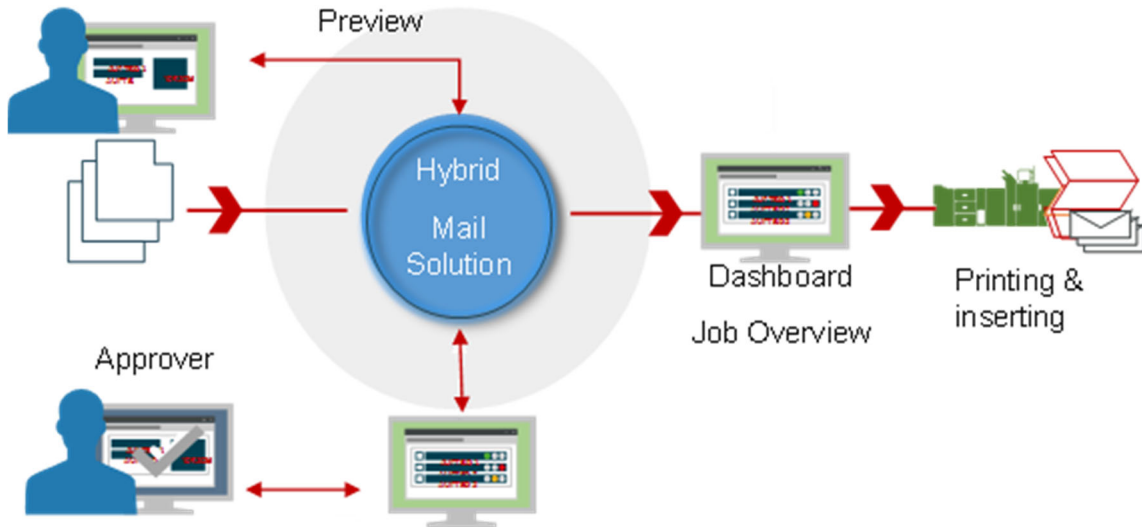 Preview
Hybrid
Mail
Solution
Dashboard
Job Overview
Printing &
inserting
Approver